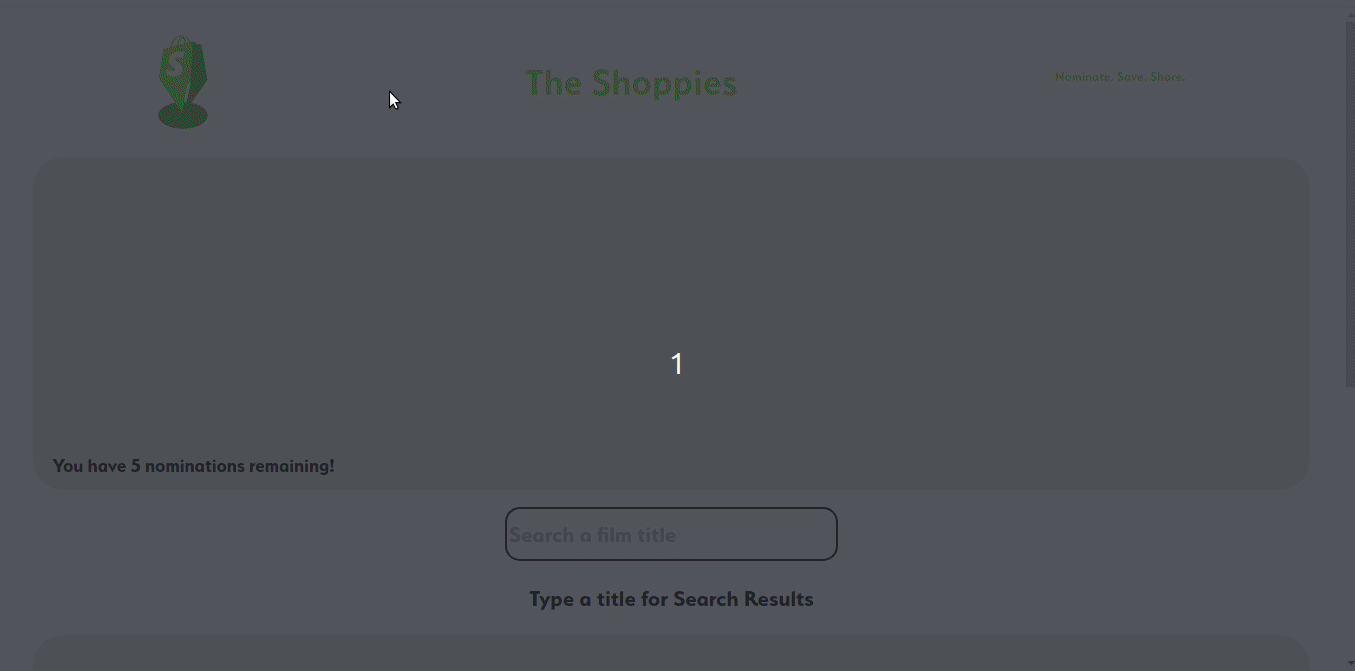 S
The Shoppies
Nominate. Save. Share.
1
You have 5 nominations remaining!
Search a film title
Type a title for Search Results